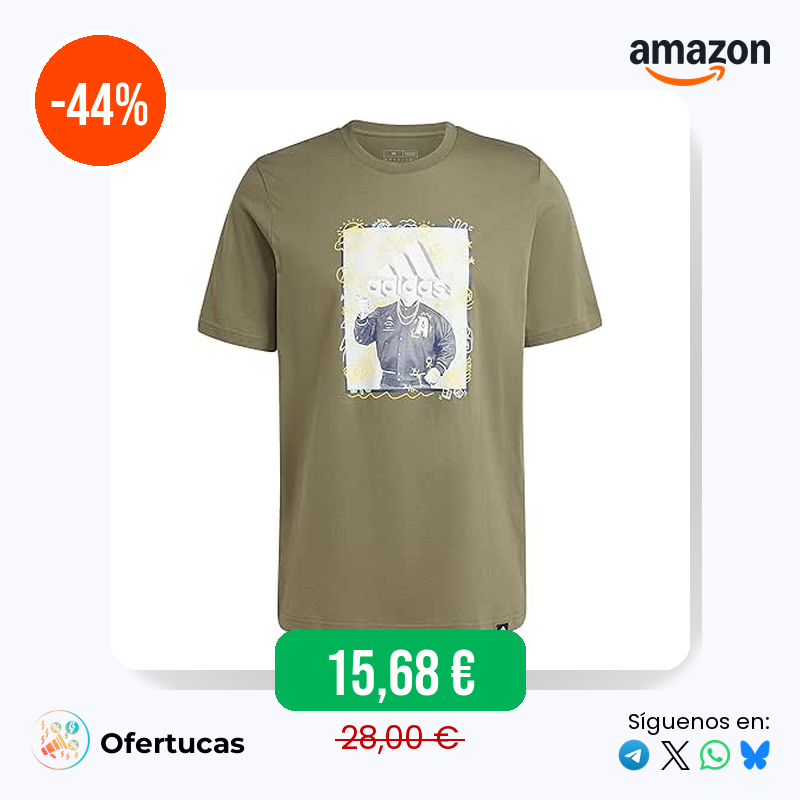 -44%
amazon
adidas
A
15,68 €
28,00 €
Ofertucas
Síguenos en: